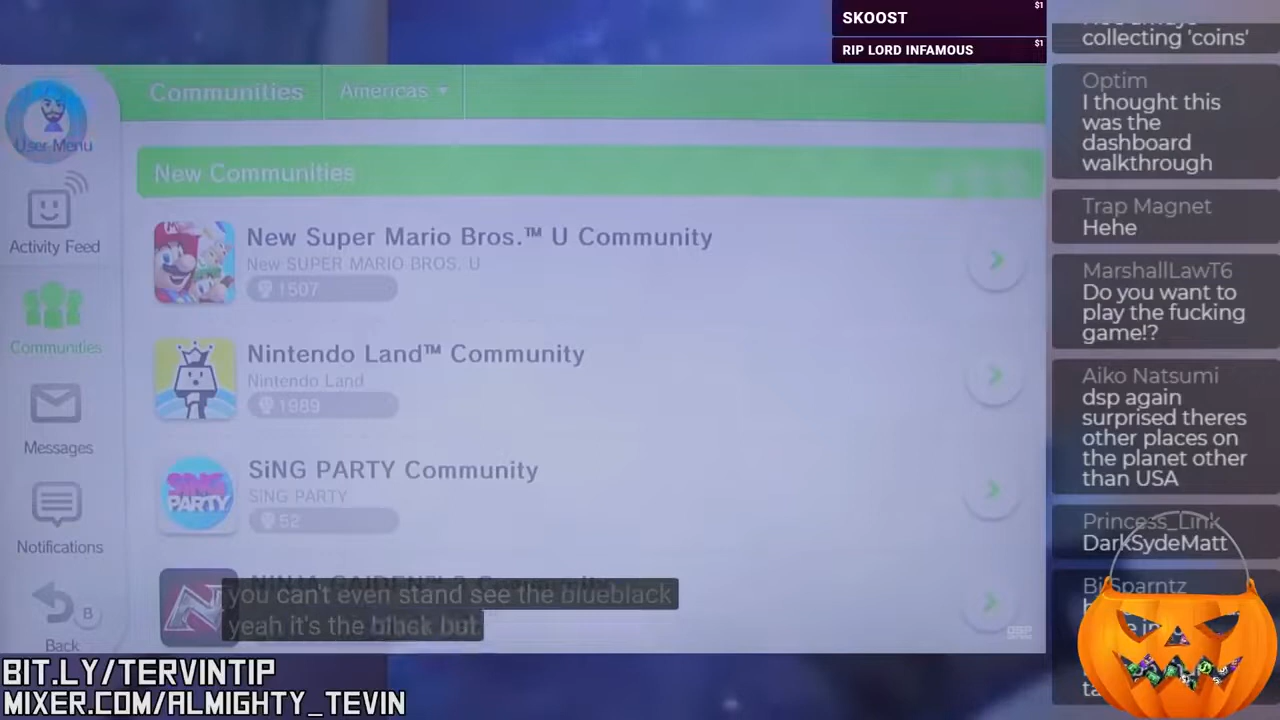 SKOOST
$1
RIP LORD INFAMOUS
$1
Communities
Americas
User Menu
New Communities
Activity Feed
New Super Mario Bros.™ U Community
New SUPER MARIO BROS. U
1507
Communities
Nintendo Land™ Community
Nintendo Land
1989
Messages
SiNG PARTY Community
SING PARTY
52
SING PARTY
Notifications
you can't even stand see the blueblack
yeah it's the black but
B
Back
BIT.LY/TERVINTIP
MIXER.COM/ALMIGHTY_TEVIN
collecting 'coins'
Optim
I thought this
was the
dashboard
walkthrough
Trap Magnet
Hehe
MarshallLawT6
Do you want to
play the fucking
game!?
Aiko Natsumi
dsp again
surprised theres
other places on
the planet other
than USA
Princess_Link
DarkSydeMatt
BjSparntz